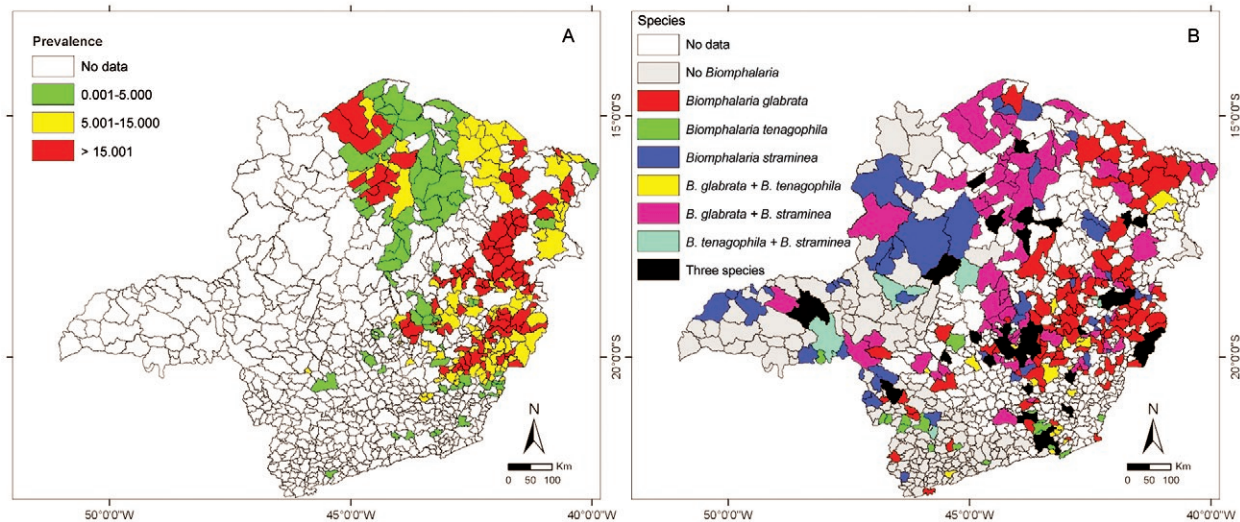 A
Prevalence
No data
0.001-5.000
5.001-15.000
> 15.001
N
Km
0 50 100
50°0'0"W
45°0'0"W
40°0'0"W
15°0'0"S
20°0'0"S
B
Species
No data
No Biomphalaria
Biomphalaria glabrata
Biomphalaria tenagophila
Biomphalaria straminea
B. glabrata + B. tenagophila
B. glabrata + B. straminea
B. tenagophila + B. straminea
Three species
N
Km
0 50 100
50°0'0"W
45°0'0"W
40°0'0"W
15°0'0"S
20°0'0"S